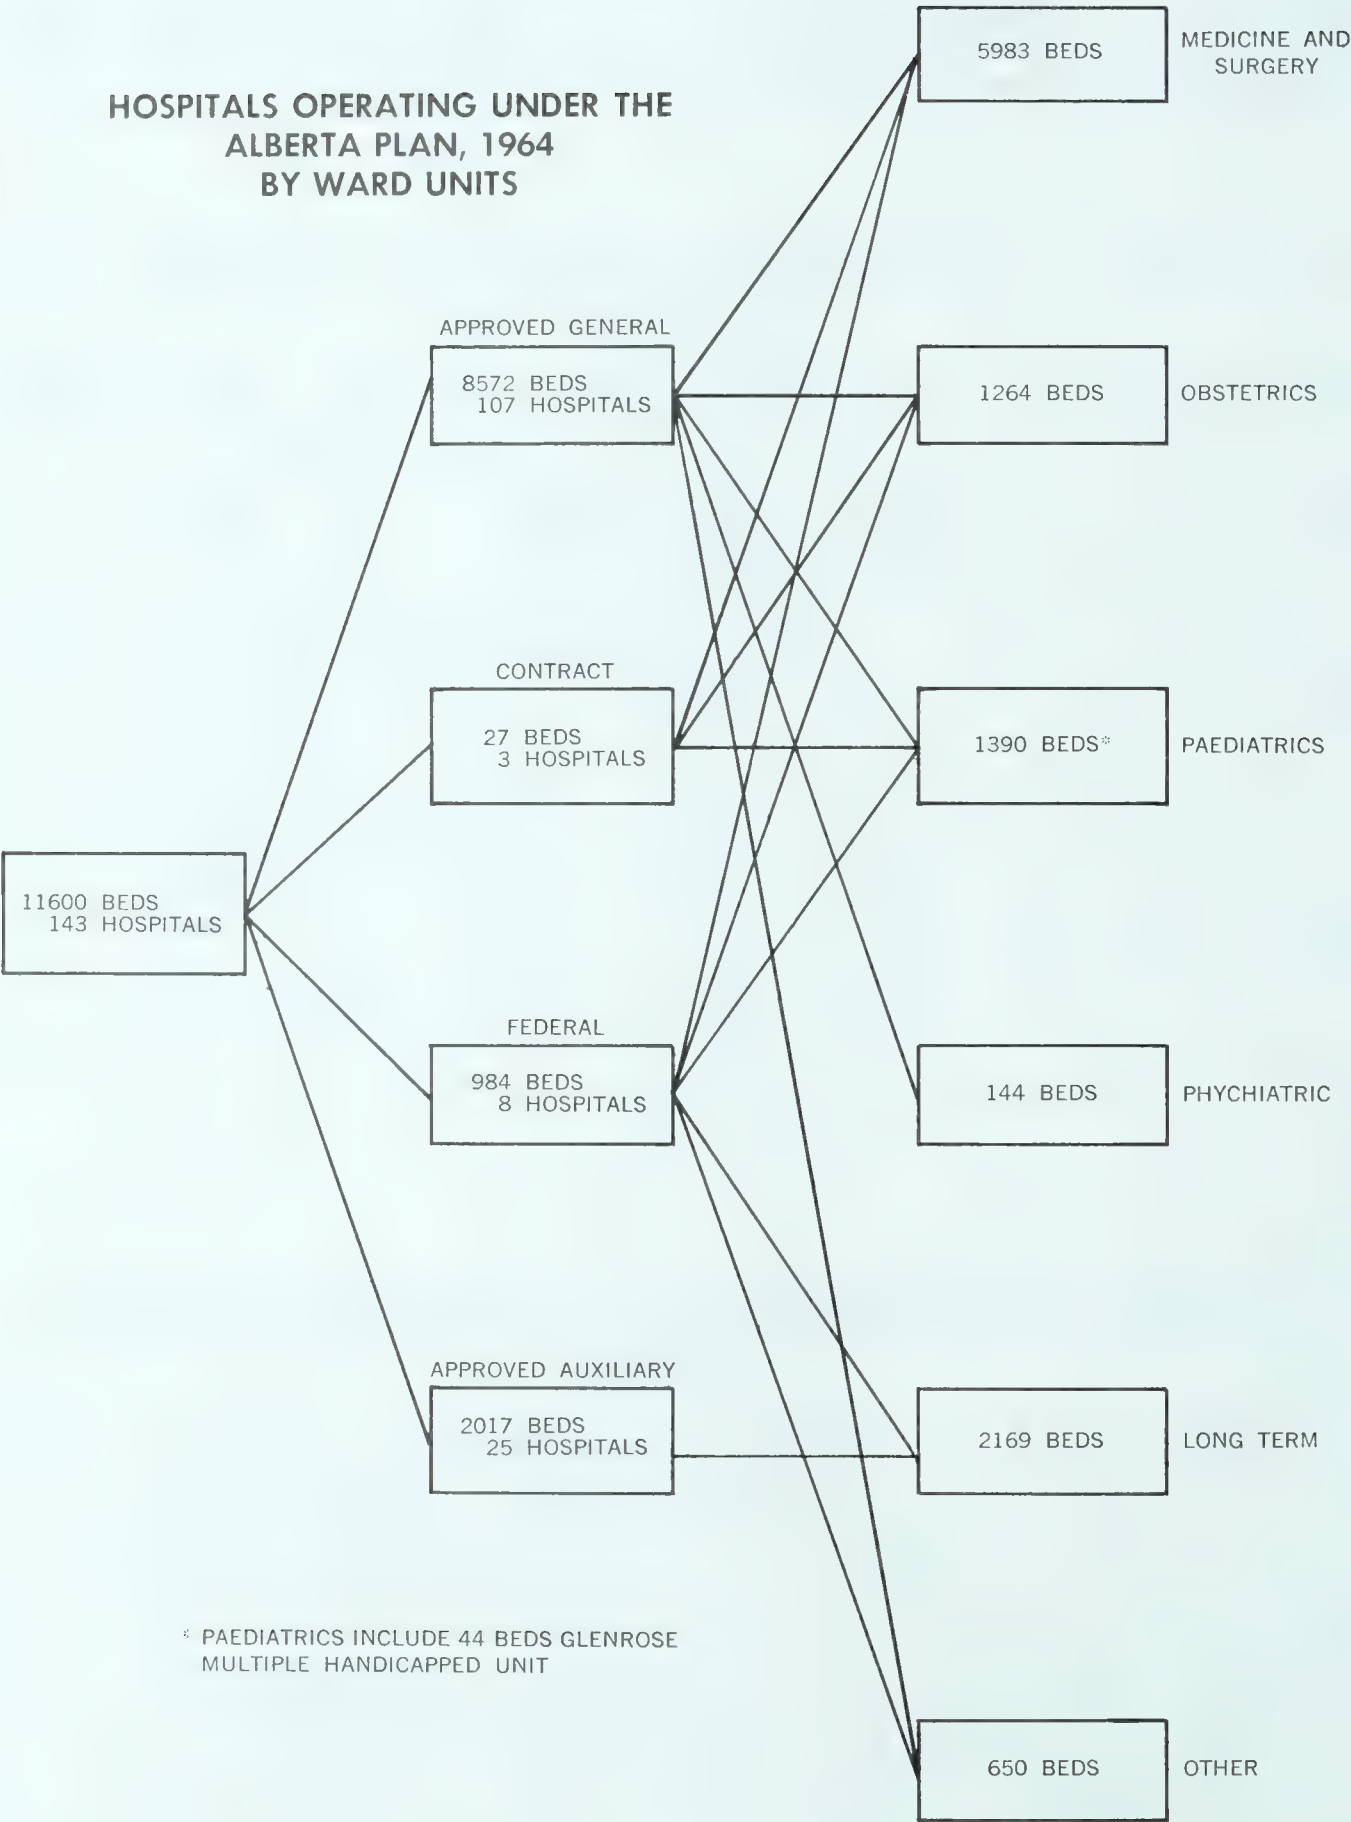 HOSPITALS OPERATING UNDER THE
ALBERTA PLAN, 1964
BY WARD UNITS
11600 BEDS
143 HOSPITALS
APPROVED GENERAL
8572 BEDS
107 HOSPITALS
CONTRACT
27 BEDS
3 HOSPITALS
FEDERAL
984 BEDS
8 HOSPITALS
APPROVED AUXILIARY
2017 BEDS
25 HOSPITALS
5983 BEDS
MEDICINE AND
SURGERY
1264 BEDS
OBSTETRICS
1390 BEDS*
PAEDIATRICS
144 BEDS
PHYCHIATRIC
2169 BEDS
LONG TERM
650 BEDS
OTHER
* PAEDIATRICS INCLUDE 44 BEDS GLENROSE
MULTIPLE HANDICAPPED UNIT